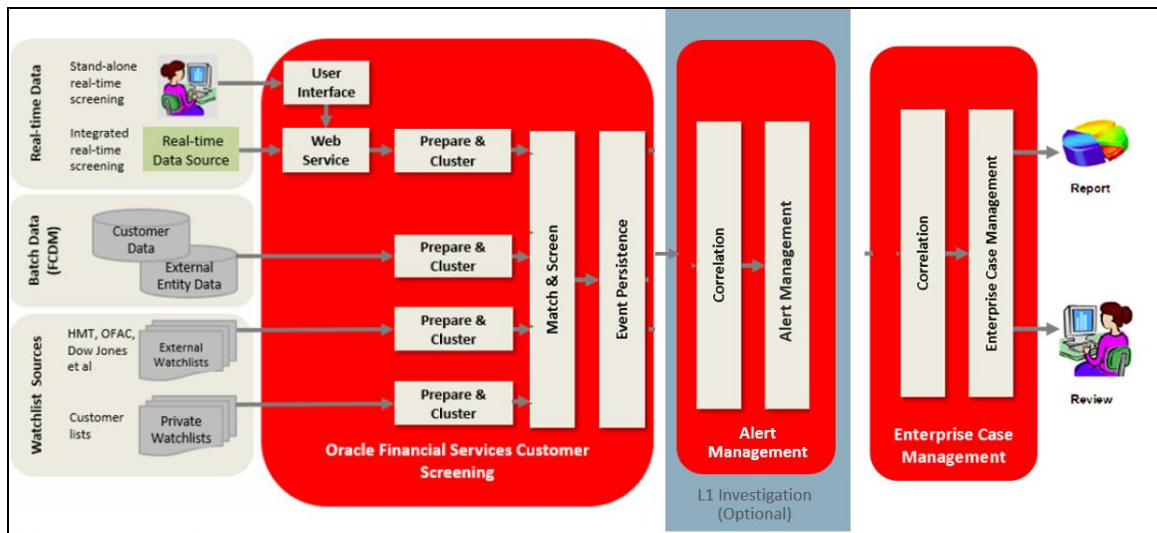 Real-time Data
Stand-alone
real-time
screening
Integrated
real-time
screening
Real-time
Data Source
Batch Data
(FCDM)
Customer
Data
External
Entity Data
Watchlist Sources
HMT, OFAC,
Dow Jones
et al
External
Watchlists
Customer
lists
Private
Watchlists
User
Interface
Web
Service
Prepare &
Cluster
Prepare &
Cluster
Prepare &
Cluster
Prepare &
Cluster
Match & Screen
Event Persistence
Oracle Financial Services Customer
Screening
Correlation
Alert Management
Alert
Management
L1 Investigation
(Optional)
Correlation
Enterprise Case Management
Enterprise Case
Management
Report
Review